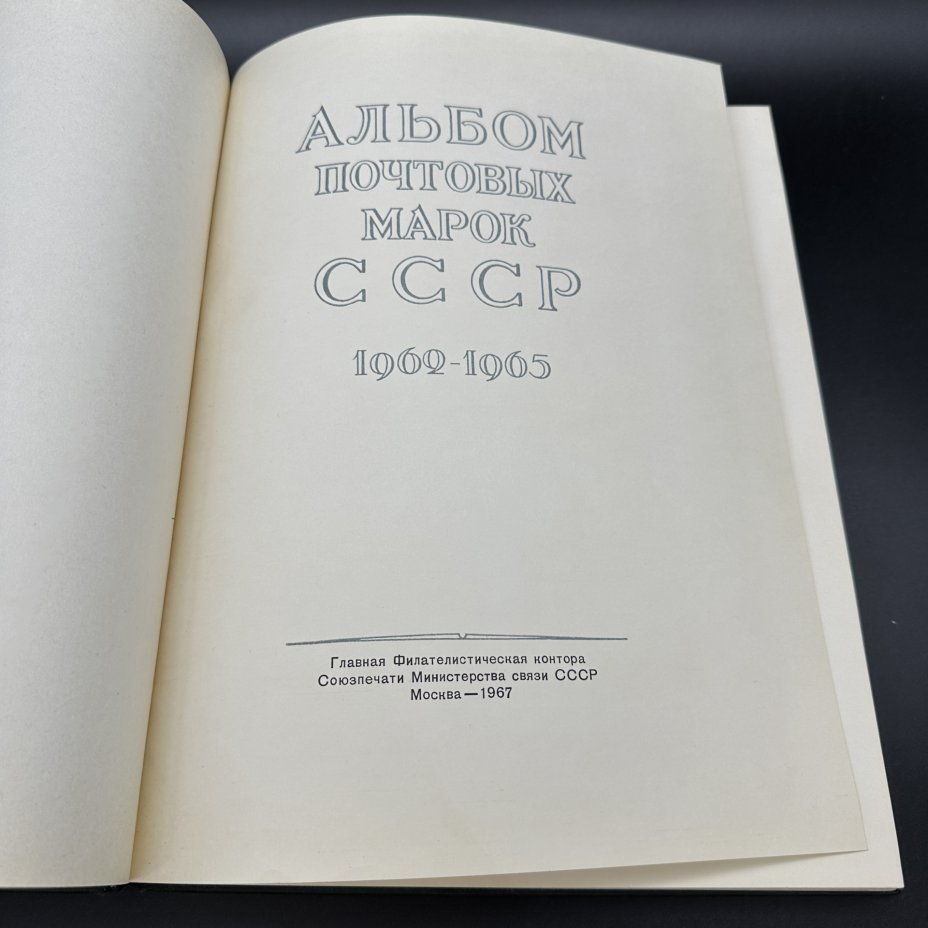 АЛЬБОМ
ПОЧТОВЫХ
МАРОК
СССР
1962-1965
Главная Филателистическая контора
Союзпечати Министерства связи СССР
Москва—1967